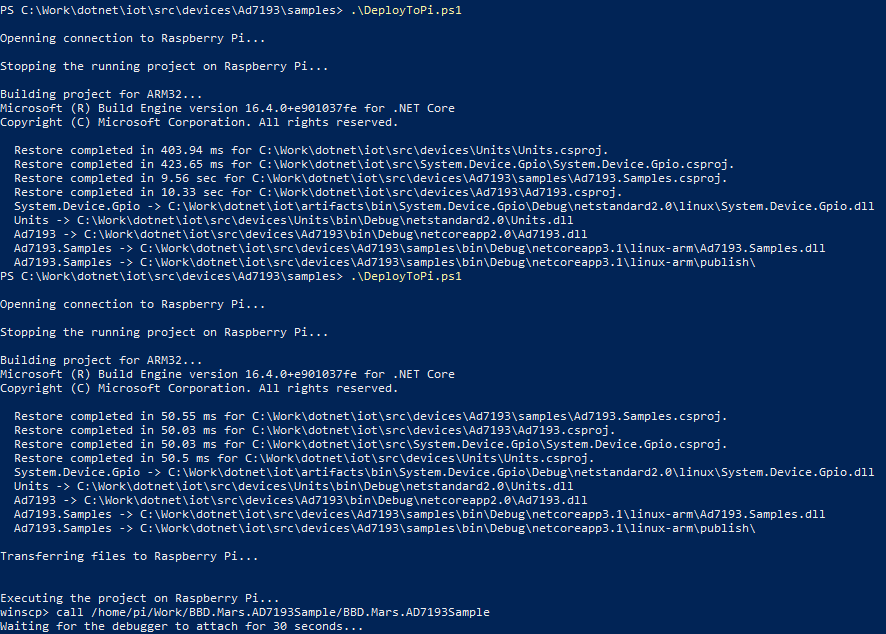 PS C:\Work\dotnet\iot\src\devices\Ad7193\samples> .\DeployToPi.ps1
Openning connection to Raspberry Pi...
Stopping the running project on Raspberry Pi...
Building project for ARM32...
Microsoft (R) Build Engine version 16.4.0+e901037fe for .NET Core
Copyright (C) Microsoft Corporation. All rights reserved.
Restore completed in 403.94 ms for C:\Work\dotnet\iot\src\devices\Units\Units.csproj.
Restore completed in 423.65 ms for C:\Work\dotnet\iot\src\System.Device.Gpio\System.Device.Gpio.csproj.
Restore completed in 9.56 sec for C:\Work\dotnet\iot\src\devices\Ad7193\samples\Ad7193.Samples.csproj.
Restore completed in 10.33 sec for C:\Work\dotnet\iot\src\devices\Ad7193\Ad7193.csproj.
System.Device.Gpio -> C:\Work\dotnet\iot\artifacts\bin\System.Device.Gpio\Debug\netstandard2.0\linux\System.Device.Gpio.dll
Units -> C:\Work\dotnet\iot\src\devices\Units\bin\Debug\netstandard2.0\Units.dll
Ad7193 -> C:\Work\dotnet\iot\src\devices\Ad7193\bin\Debug\netcoreapp2.0\Ad7193.dll
Ad7193.Samples -> C:\Work\dotnet\iot\src\devices\Ad7193\samples\bin\Debug\netcoreapp3.1\linux-arm\Ad7193.Samples.dll
Ad7193.Samples -> C:\Work\dotnet\iot\src\devices\Ad7193\samples\bin\Debug\netcoreapp3.1\linux-arm\publish\
PS C:\Work\dotnet\iot\src\devices\Ad7193\samples> .\DeployToPi.ps1
Openning connection to Raspberry Pi...
Stopping the running project on Raspberry Pi...
Building project for ARM32...
Microsoft (R) Build Engine version 16.4.0+e901037fe for .NET Core
Copyright (C) Microsoft Corporation. All rights reserved.
Restore completed in 50.55 ms for C:\Work\dotnet\iot\src\devices\Ad7193\samples\Ad7193.Samples.csproj.
Restore completed in 50.03 ms for C:\Work\dotnet\iot\src\devices\Ad7193\Ad7193.csproj.
Restore completed in 50.03 ms for C:\Work\dotnet\iot\src\System.Device.Gpio\System.Device.Gpio.csproj.
Restore completed in 50.5 ms for C:\Work\dotnet\iot\src\devices\Units\Units.csproj.
System.Device.Gpio -> C:\Work\dotnet\iot\artifacts\bin\System.Device.Gpio\Debug\netstandard2.0\linux\System.Device.Gpio.dll
Units -> C:\Work\dotnet\iot\src\devices\Units\bin\Debug\netstandard2.0\Units.dll
Ad7193 -> C:\Work\dotnet\iot\src\devices\Ad7193\bin\Debug\netcoreapp2.0\Ad7193.dll
Ad7193.Samples -> C:\Work\dotnet\iot\src\devices\Ad7193\samples\bin\Debug\netcoreapp3.1\linux-arm\Ad7193.Samples.dll
Ad7193.Samples -> C:\Work\dotnet\iot\src\devices\Ad7193\samples\bin\Debug\netcoreapp3.1\linux-arm\publish\
Transferring files to Raspberry Pi...
Executing the project on Raspberry Pi...
winscp> call /home/pi/Work/BBD.Mars.AD7193Sample/BBD.Mars.AD7193Sample
Waiting for the debugger to attach for 30 seconds...